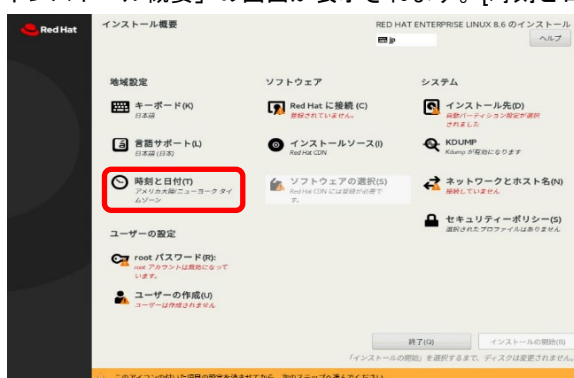 インストール概要」の画面が表示されます。[時刻と日
Red Hat
インストール概要
RED HAT ENTERPRISE LINUX 8.6 のインストール
jp
ヘルプ
地域設定
ソフトウェア
システム
キーボード(K)
日本語
Red Hat に接続 (C)
登録されていません。
インストール先(D)
自動パーティション設定が選択
されました
言語サポート(L)
日本語 (日本)
インストールソース(I)
Red Hat CDN
KDUMP
Kdump が有効になります
時刻と日付(T)
アメリカ大陸/ニューヨーク タイ
ムゾーン
ソフトウェアの選択(S)
Red Hat CDN には登録が必要で
す。
ネットワークとホスト名(N)
接続していません
セキュリティーポリシー(S)
選択されたプロファイルはありません
ユーザーの設定
root パスワード(R):
root アカウントは無効になって
います。
ユーザーの作成(U)
ユーザーは作成されません
終了(Q)
インストールの開始(B)
「インストールの開始」を選択するまで、ディスクは変更されません。
このアイコンの付いた項目の設定を済ませてから、次のステップへ進んでください